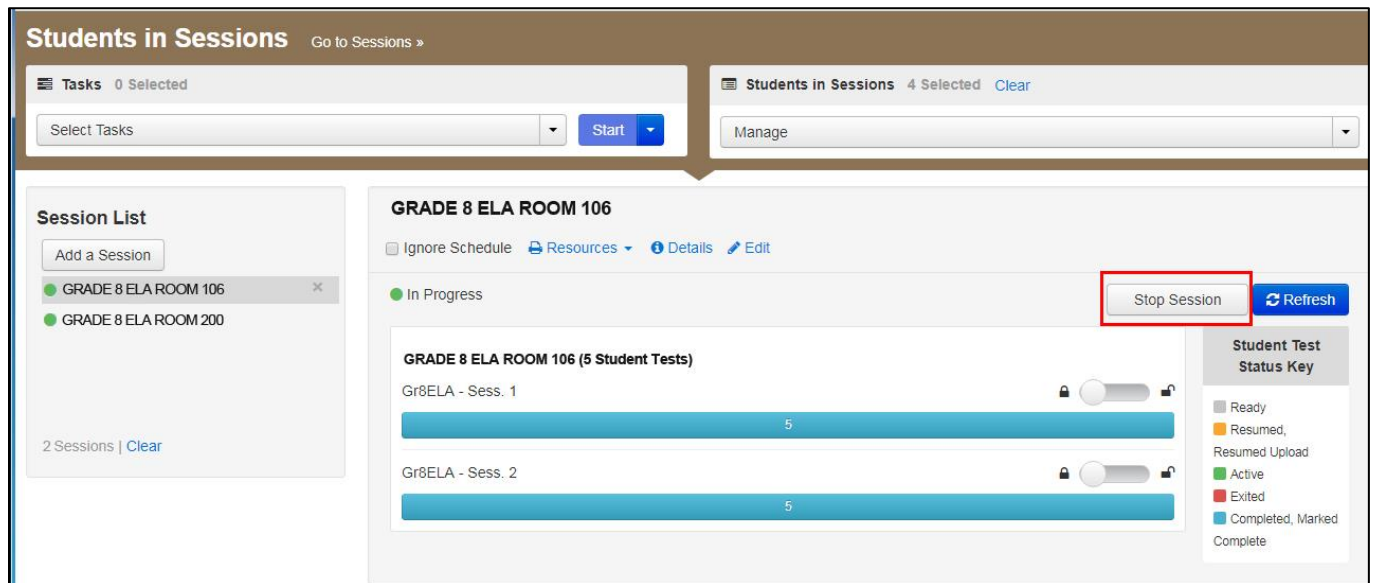 Students in Sessions Go to Sessions »
Tasks 0 Selected
Select Tasks
Start
Students in Sessions 4 Selected Clear
Manage
Session List
Add a Session
GRADE 8 ELA ROOM 106
GRADE 8 ELA ROOM 200
2 Sessions | Clear
GRADE 8 ELA ROOM 106
Ignore Schedule Resources Details Edit
In Progress
Stop Session
Refresh
GRADE 8 ELA ROOM 106 (5 Student Tests)
Gr8ELA - Sess. 1
5
Gr8ELA - Sess. 2
5
Student Test
Status Key
Ready
Resumed,
Resumed Upload
Active
Exited
Completed, Marked
Complete